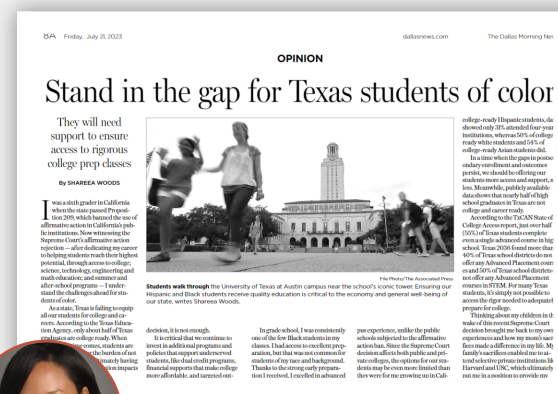 8A Friday, July 21, 2023
dallasnews.com
The Dallas Morning
OPINION
Stand in the gap for Texas students of color
They will need
support to ensure
access to rigorous
college prep classes
By SHAREEA WOODS
I was a sixth grader in California
when the state passed Proposi-
tion 209, which banned the use of
affirmative action in California's pub-
lic institutions. Now witnessing the
Supreme Court's affirmative action
rejection — after dedicating my career
to helping students reach their highest
potential, through access to college;
science, technology, engineering and
math education; and summer and
after-school programs — I under-
stand the challenges ahead for stu-
dents of color.
As a state, Texas is failing to equip
all our students for college and ca-
reers. According to the Texas Educa-
tion Agency, only about half of Texas
graduates are college ready. When
time comes, students are
the burden of not
ultimately having
tion impacts
File Photo/The Associated Press
Students walk through the University of Texas at Austin campus near the school's iconic tower. Ensuring our
Hispanic and Black students receive quality education is critical to the economy and general well-being of
our state, writes Shareea Woods.
decision, it is not enough.
It is critical that we continue to
invest in additional programs and
policies that support underserved
students, like dual credit programs,
financial supports that make college
more affordable, and targeted out-
In grade school, I was consistently
one of the few Black students in my
classes. I had access to excellent prep-
aration, but that was not common for
students of my race and background.
Thanks to the strong early prepara-
tion I received, I excelled in advanced
pus experience, unlike the public
schools subjected to the affirmative
action ban. Since the Supreme Court
decision affects both public and pri-
vate colleges, the options for our stu-
dents may be even more limited than
they were for me growing up in Cali-
college-ready Hispanic students,
showed only 31% attended four-year
institutions, whereas 50% of college
ready white students and 54% of
college-ready Asian students did.
In a time when the gaps in postsec
ondary enrollment and outcomes
persist, we should be offering our
students more access and support,
less. Meanwhile, publicly available
data shows that nearly half of high
school graduates in Texas are not
college and career ready.
According to the TxCAN State of
College Access report, just over half
(55%) of Texas students complete
even a single advanced course in hig
school. Texas 2036 found more than
40% of Texas school districts do not
offer any Advanced Placement cours
es and 50% of Texas school districts
not offer any Advanced Placement
courses in STEM. For many Texas
students, it's simply not possible to
access the rigor needed to adequately
prepare for college.
Thinking about my children in th
wake of this recent Supreme Court
decision brought me back to my own
experiences and how my mom's sacr
fices made a difference in my life. My
family's sacrifices enabled me to at-
tend selective private institutions lik
Harvard and USC, which ultimately
put me in a position to provide my